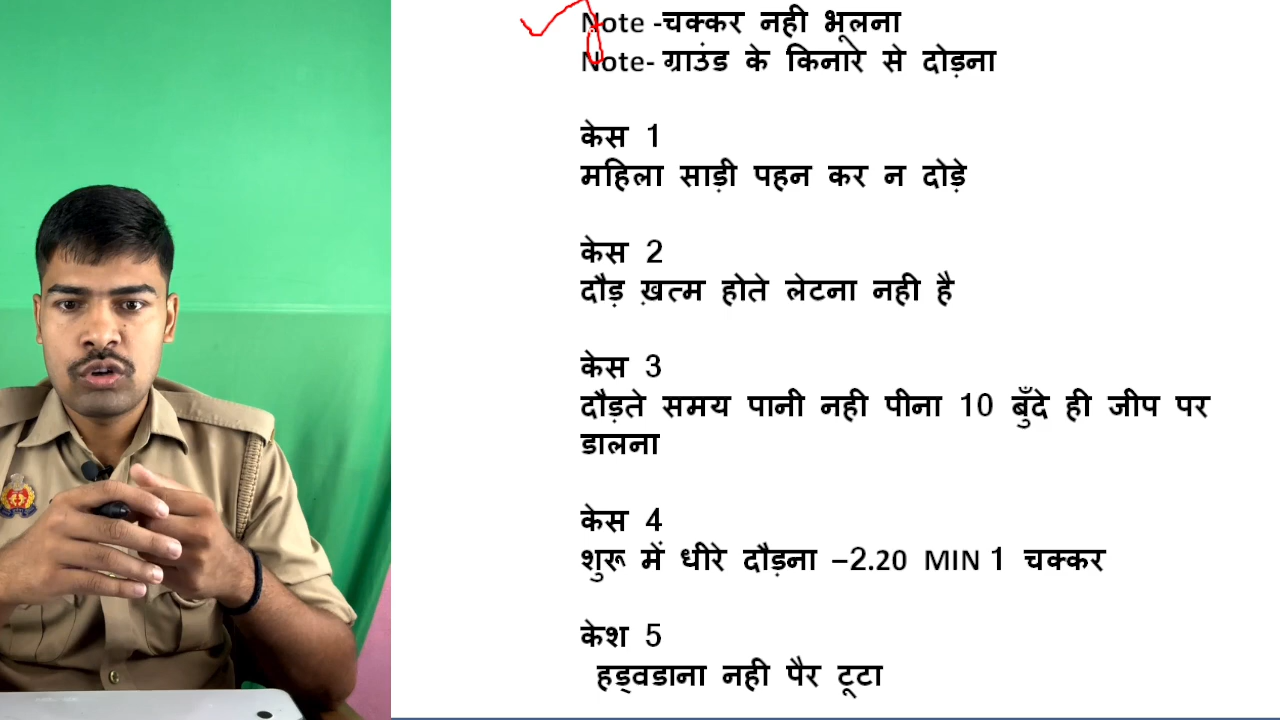 Note -चक्कर नही भूलना
Note- ग्राउंड के किनारे से दोड़ना
केस 1
महिला साड़ी पहन कर न दोड़े
केस 2
दौड़ ख़त्म होते लेटना नही है
केस 3
दौड़ते समय पानी नही पीना 10 बुँदे ही जीप पर
डालना
केस 4
शुरू में धीरे दौड़ना –2.20 MIN 1 चक्कर
केश 5
हड़्वडाना नही पैर टूटा